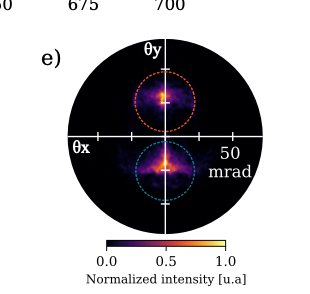 675 700
e)
θy
θx
50
mrad
0.0 0.5 1.0
Normalized intensity [u.a]